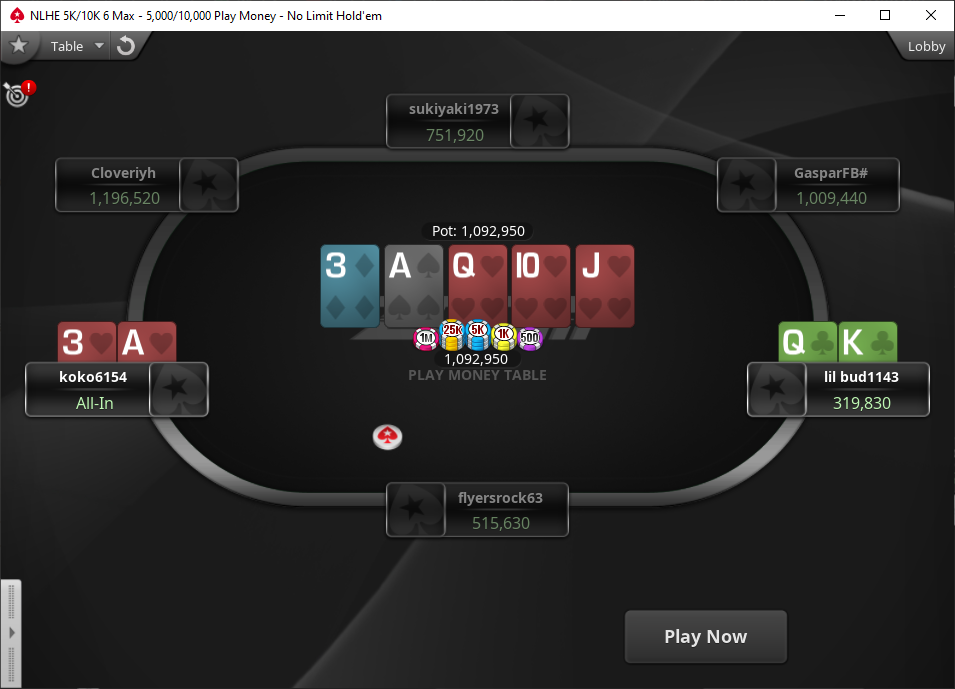 NLHE 5K/10K 6 Max - 5,000/10,000 Play Money - No Limit Hold'em
Table
Lobby
!
sukiyaki1973
751,920
Cloveriyh
1,196,520
GasparFB#
1,009,440
Pot: 1,092,950
3 A Q 10 J
1M 25K 5K 1K 500
1,092,950
PLAY MONEY TABLE
3 A
koko6154
All-In
Q K
lil bud1143
319,830
flyersrock63
515,630
Play Now